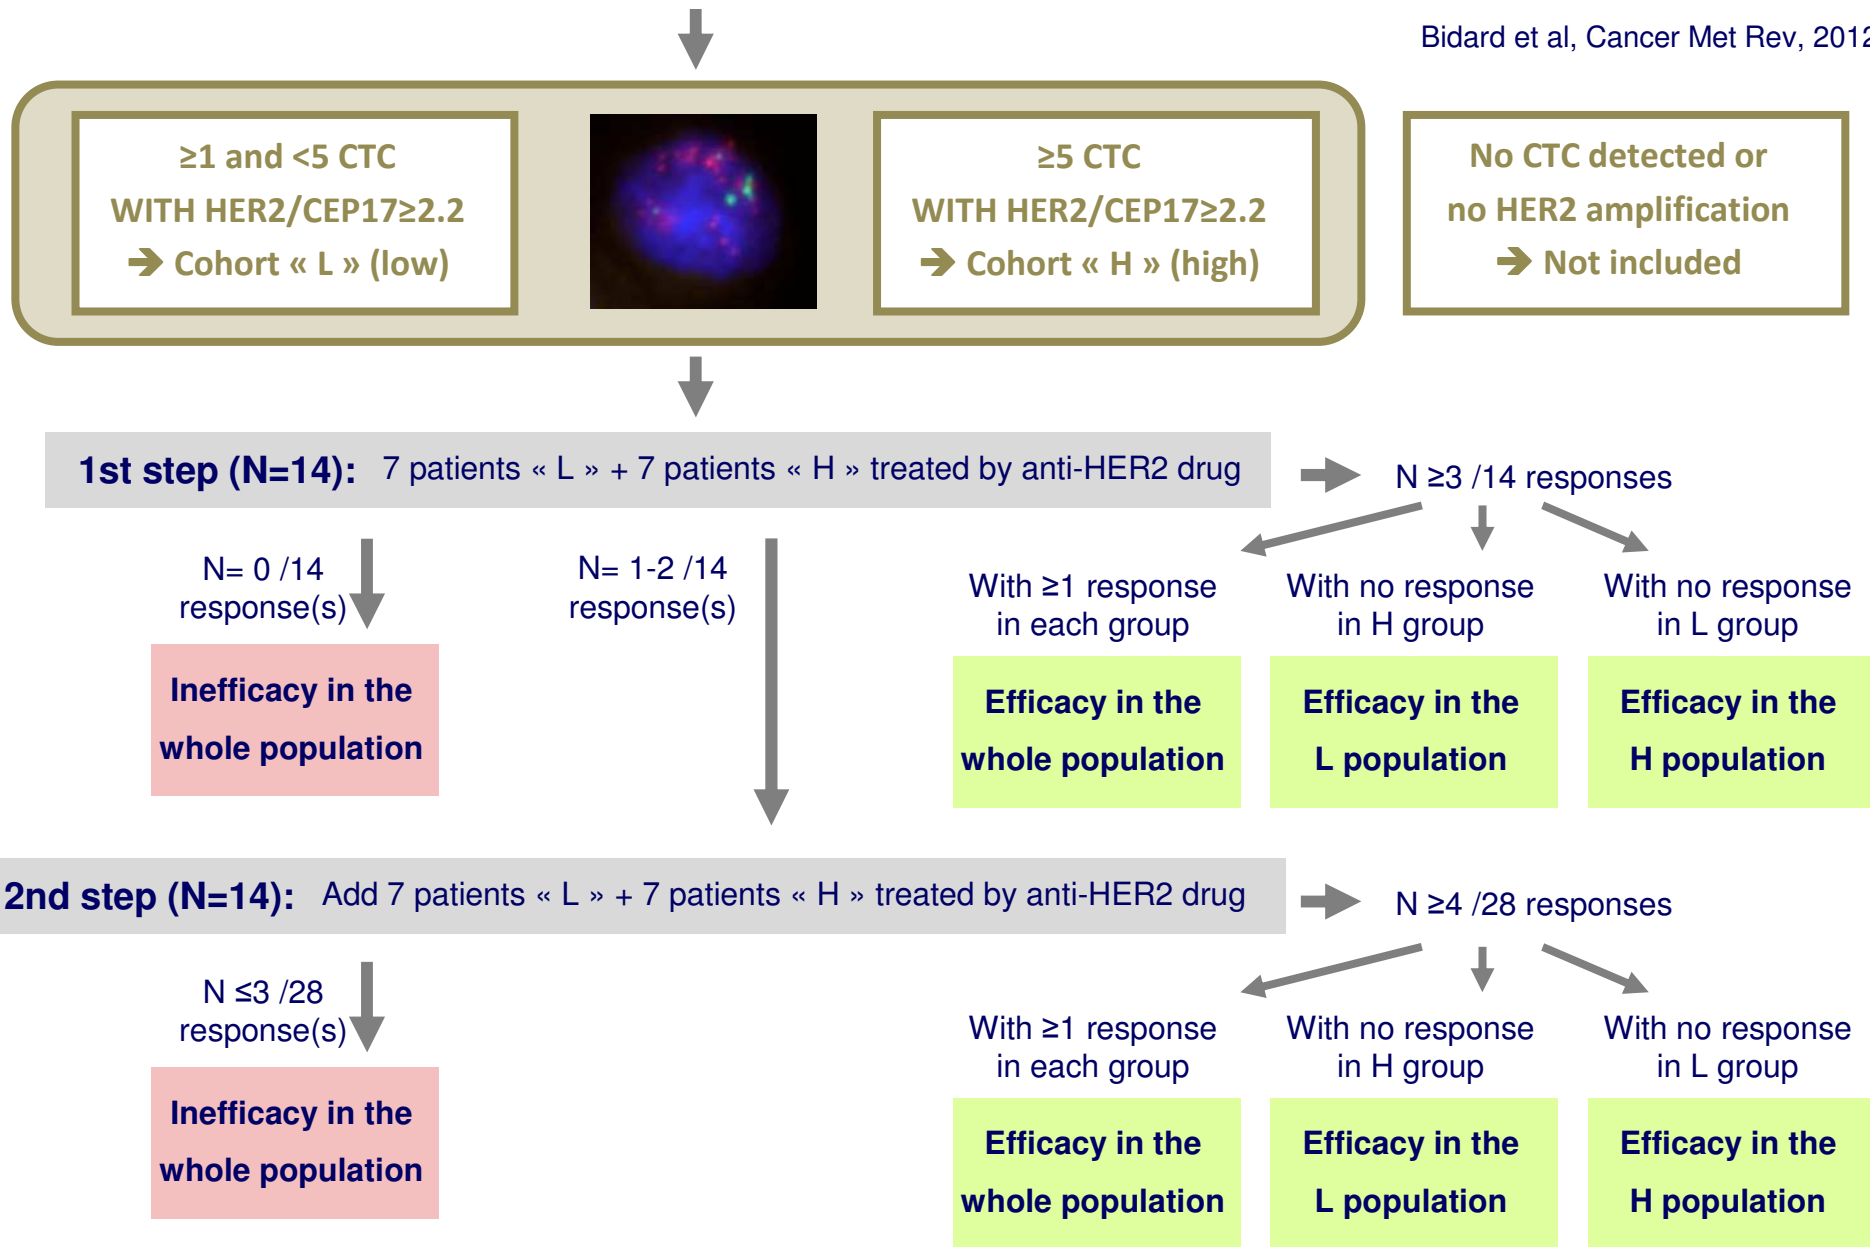 Bidard et al, Cancer Met Rev, 2012
≥1 and <5 CTC
WITH HER2/CEP17≥2.2
➔ Cohort « L » (low)
≥5 CTC
WITH HER2/CEP17≥2.2
➔ Cohort « H » (high)
No CTC detected or
no HER2 amplification
➔ Not included
1st step (N=14): 7 patients « L » + 7 patients « H » treated by anti-HER2 drug
N ≥3 /14 responses
N= 0 /14
response(s)
N= 1-2 /14
response(s)
With ≥1 response
in each group
With no response
in H group
With no response
in L group
Inefficacy in the
whole population
Efficacy in the
whole population
Efficacy in the
L population
Efficacy in the
H population
2nd step (N=14): Add 7 patients « L » + 7 patients « H » treated by anti-HER2 drug
N ≥4 /28 responses
N ≤3 /28
response(s)
With ≥1 response
in each group
With no response
in H group
With no response
in L group
Inefficacy in the
whole population
Efficacy in the
whole population
Efficacy in the
L population
Efficacy in the
H population